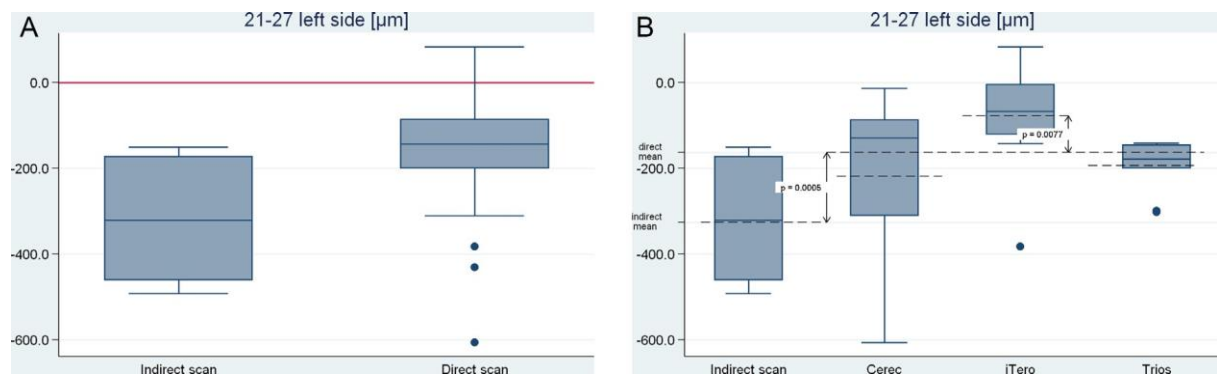 A
21-27 left side [µm]
0.0
-200.0
-400.0
-600.0
Indirect scan
Direct scan
B
21-27 left side [µm]
0.0
direct
mean
-200.0
indirect
mean
-400.0
-600.0
p = 0.0005
p = 0.0077
Indirect scan
Cerec
iTero
Trios